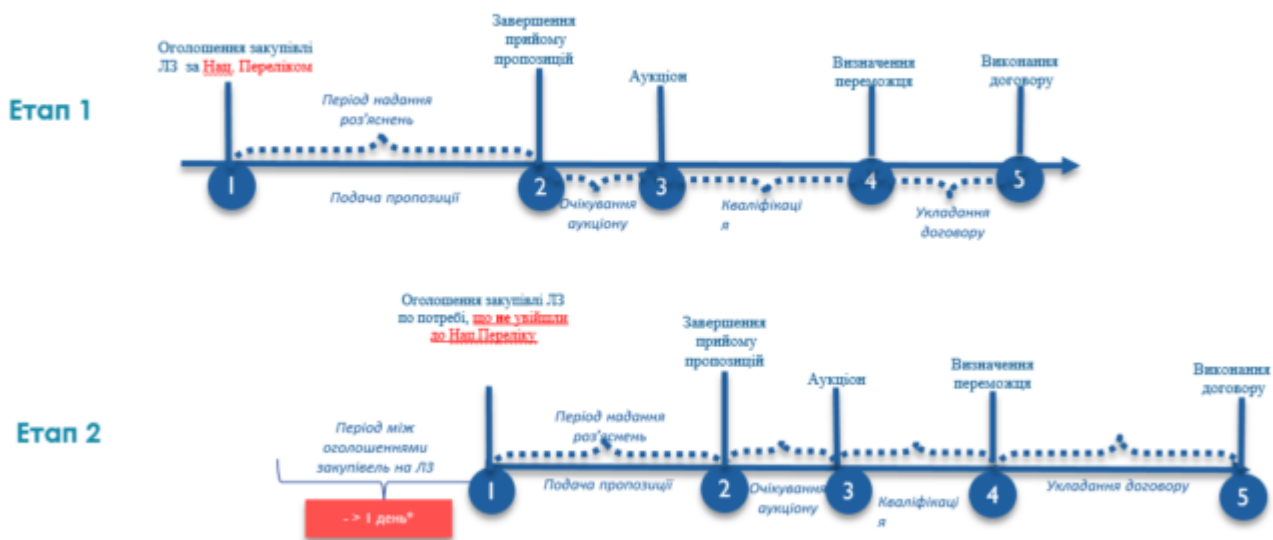 Етап 1
Оголошення закупівлі
ЛЗ за Нац. Переліком
Завершення
прийому
пропозицій
Аукціон
Визначення
переможця
Виконання
договору
Період надання
роз'яснень
1
2
3
4
5
Подача пропозиції
Очікування
аукціону
Кваліфікаці
я
Укладання
договору
Етап 2
Оголошення закупівлі ЛЗ
по потребі, що не увійшли
до Нац.Переліку
Завершення
прийому
пропозицій
Аукціон
Визначення
переможця
Виконання
договору
Період між
оголошеннями
закупівель на ЛЗ
- > 1 день*
Період надання
роз'яснень
1
2
3
4
5
Подача пропозиції
Очікування
аукціону
Кваліфікаці
я
Укладання договору